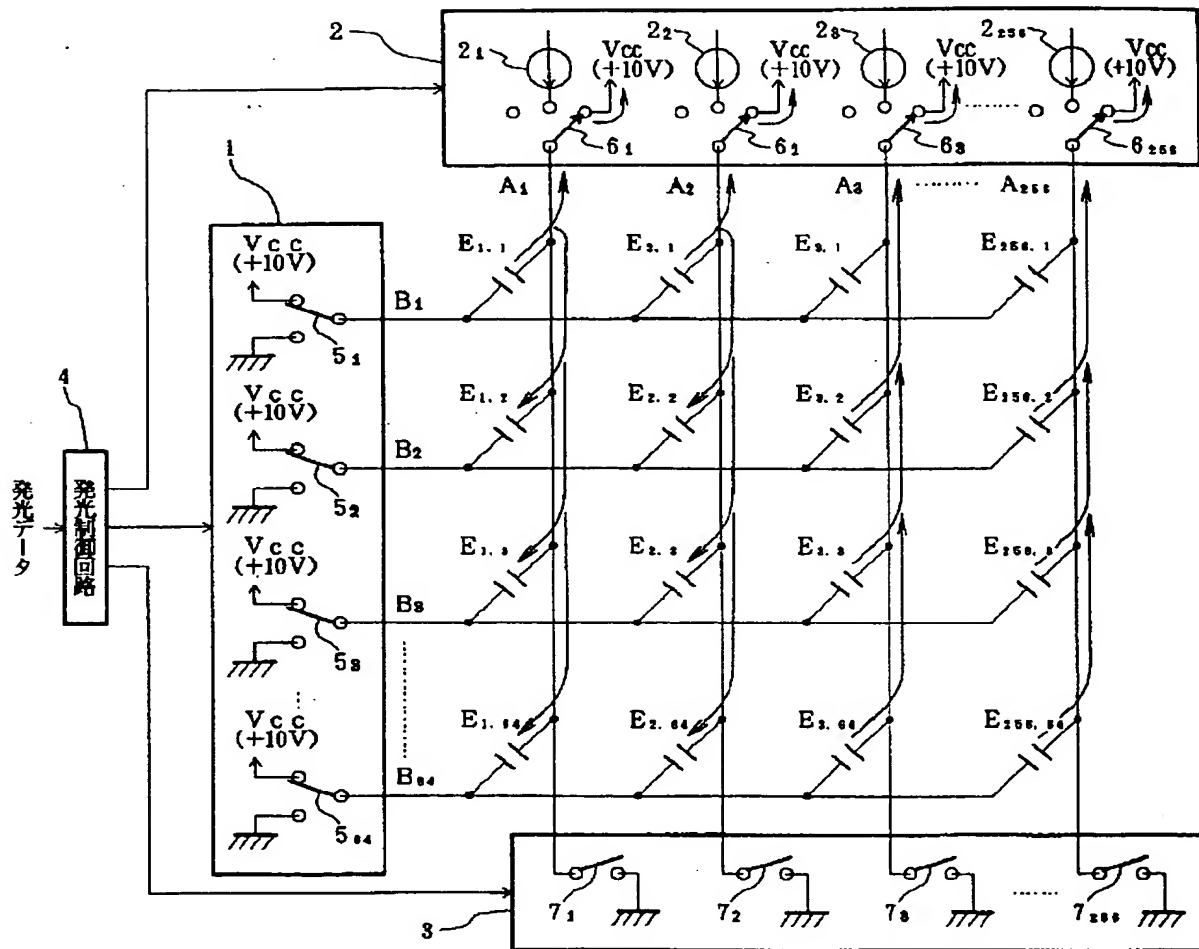 2
2₁
2₂
2₃
2₂₅₆
Vcc
(+10V)
Vcc
(+10V)
Vcc
(+10V)
Vcc
(+10V)
6₁
6₂
6₃
6₂₅₆
........
A₁
A₂
A₃
........
A₂₅₆
1
Vcc
(+10V)
5₁
B₁
E₁.₁
E₂.₁
E₃.₁
E₂₅₆.₁
Vcc
(+10V)
5₂
B₂
E₁.₂
E₂.₂
E₃.₂
E₂₅₆.₂
4
発光データ
発光制御回路
Vcc
(+10V)
5₃
B₃
E₁.₃
E₂.₃
E₃.₃
E₂₅₆.₃
Vcc
(+10V)
5₆₄
B₆₄
E₁.₆₄
E₂.₆₄
E₃.₆₄
E₂₅₆.₆₄
3
7₁
7₂
7₃
........
7₂₅₆